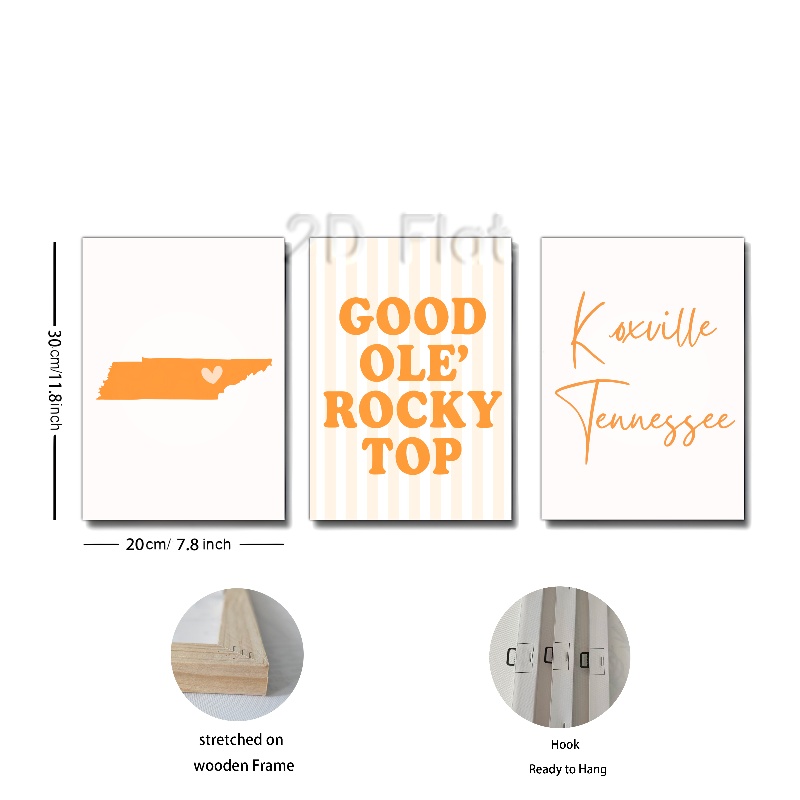 2D Flat
GOOD
OLE’
ROCKY
TOP
Koxville
Tennessee
30cm/11.8inch
20cm/ 7.8 inch
stretched on
wooden Frame
Hook
Ready to Hang